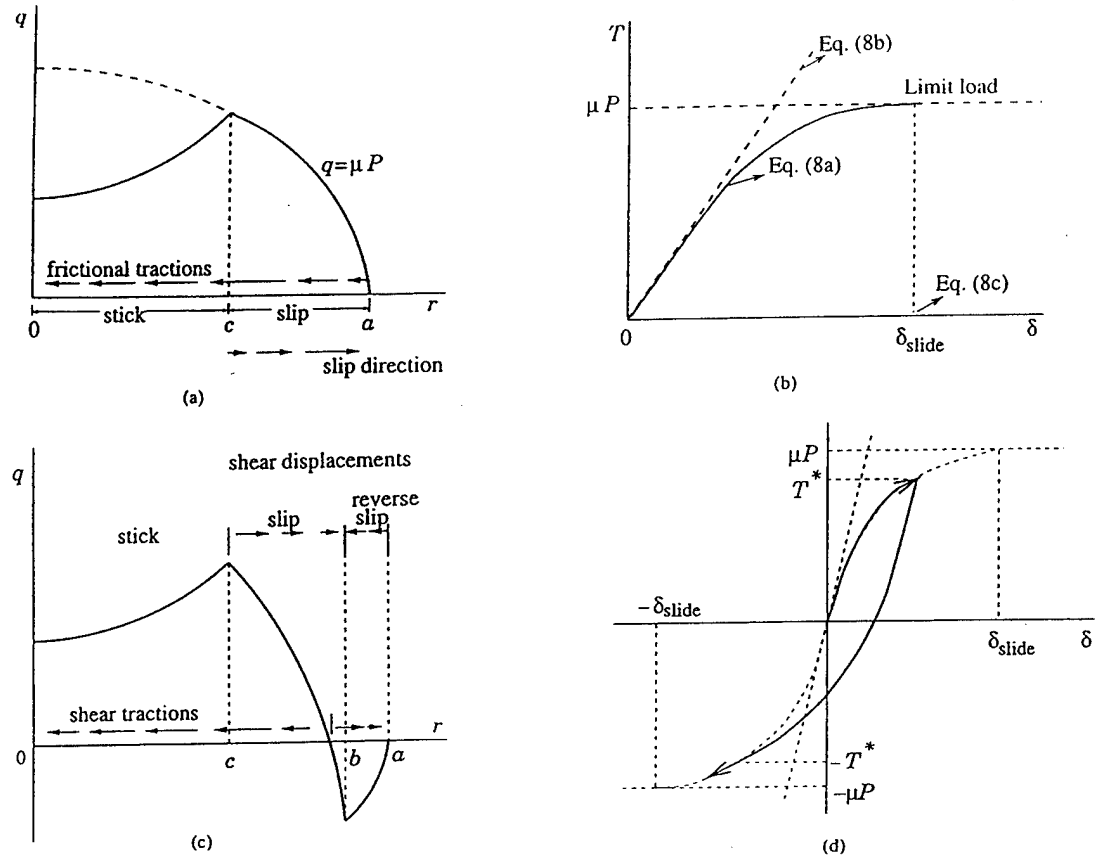 q
q=μP
frictional tractions
r
stick
slip
0
c
a
slip direction
(a)
T
Eq. (8b)
μP
Limit load
Eq. (8a)
Eq. (8c)
0
δslide
δ
(b)
q
shear displacements
reverse
slip
slip
stick
shear tractions
r
0
c
b
a
(c)
μP
T*
−δslide
δslide
δ
−T*
−μP
(d)